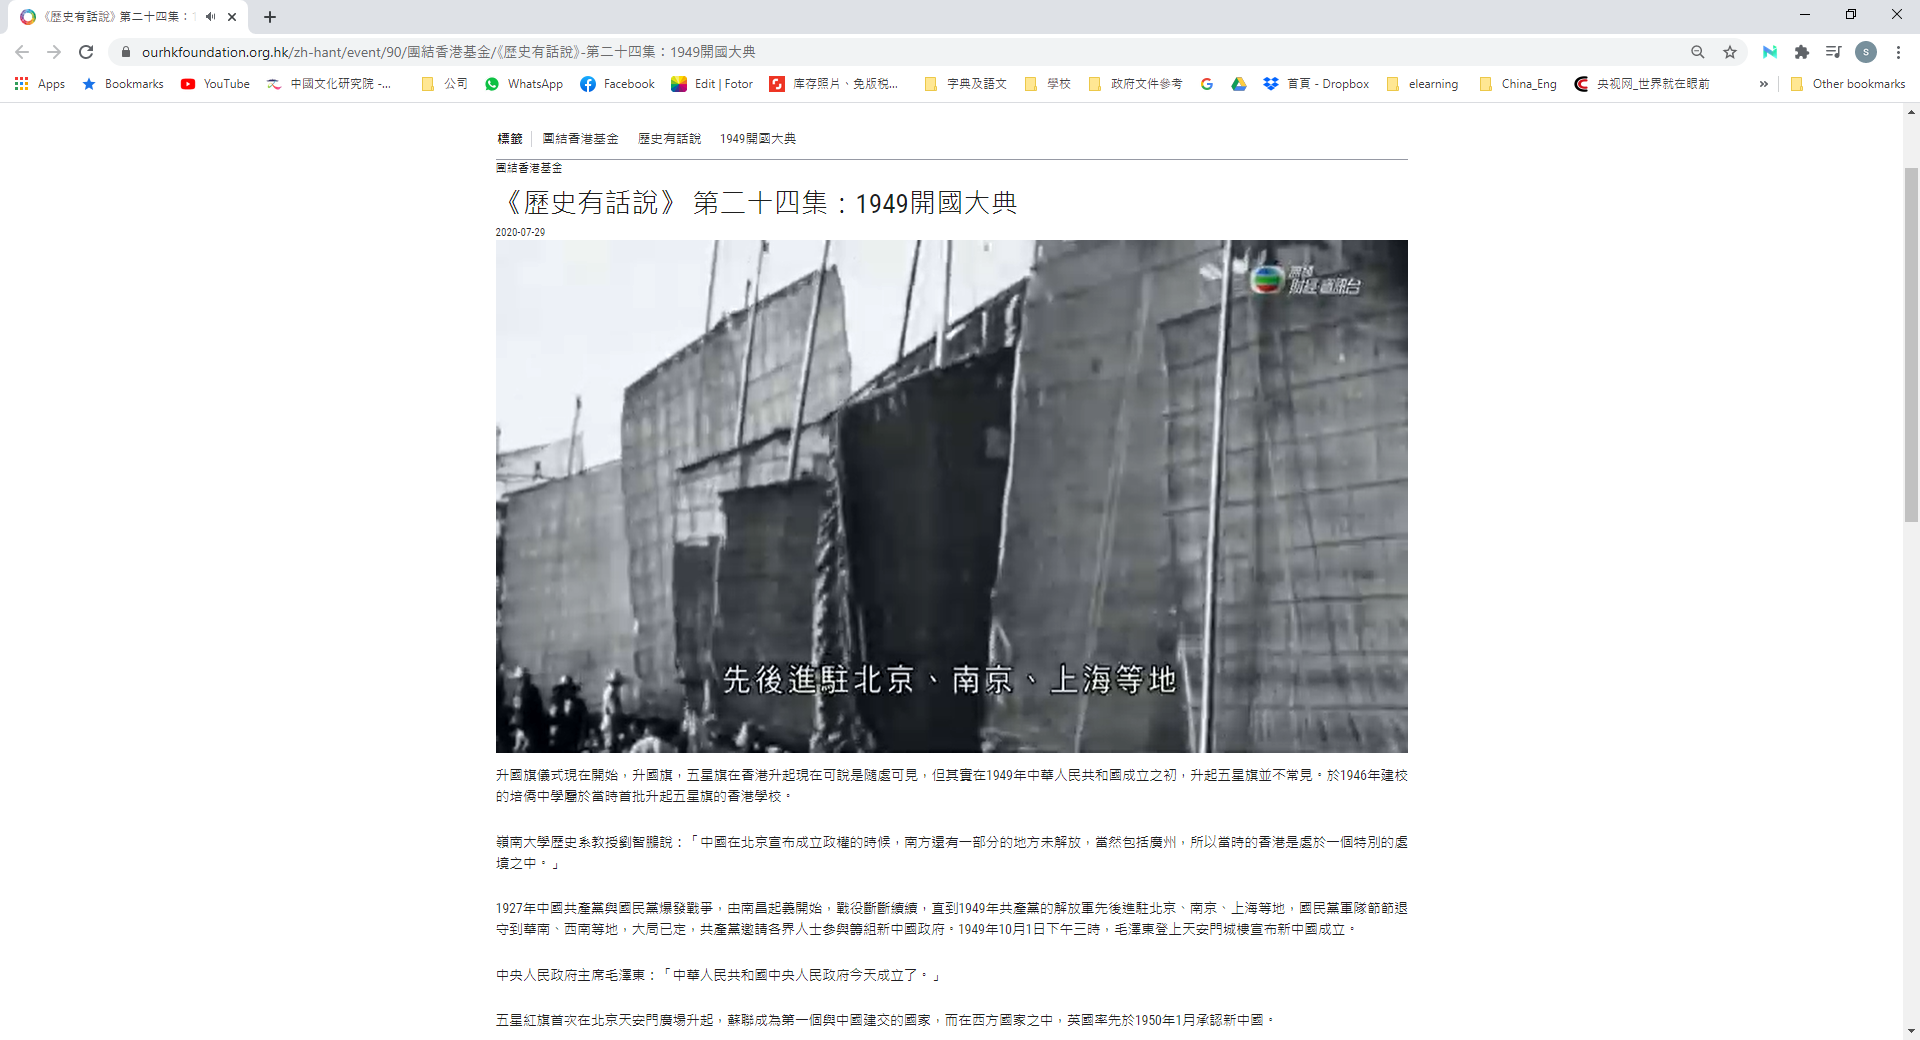 《歷史有話說》第二十四集：1
ourhkfoundation.org.hk/zh-hant/event/90/團結香港基金/《歷史有話說》-第二十四集：1949開國大典
s
Apps Bookmarks YouTube 中國文化研究院 -... 公司 WhatsApp Facebook Edit | Fotor 库存照片、免版税... 字典及語文 學校 政府文件參考 首頁 - Dropbox elearning China_Eng 央视网_世界就在眼前 » Other bookmarks
標籤 團結香港基金 歷史有話說 1949開國大典
團結香港基金
《歷史有話說》 第二十四集：1949開國大典
2020-07-29
無綫
財經·資訊台
先後進駐北京、南京、上海等地
升國旗儀式現在開始，升國旗，五星旗在香港升起現在可說是隨處可見，但其實在1949年中華人民共和國成立之初，升起五星旗並不常見。於1946年建校
的培僑中學屬於當時首批升起五星旗的香港學校。
嶺南大學歷史系教授劉智鵬說：「中國在北京宣布成立政權的時候，南方還有一部分的地方未解放，當然包括廣州，所以當時的香港是處於一個特別的處
境之中。」
1927年中國共產黨與國民黨爆發戰爭，由南昌起義開始，戰役斷斷續續，直到1949年共產黨的解放軍先後進駐北京、南京、上海等地，國民黨軍隊節節退
守到華南、西南等地，大局已定，共產黨邀請各界人士參與籌組新中國政府。1949年10月1日下午三時，毛澤東登上天安門城樓宣布新中國成立。
中央人民政府主席毛澤東：「中華人民共和國中央人民政府今天成立了。」
五星紅旗首次在北京天安門廣場升起，蘇聯成為第一個與中國建交的國家，而在西方國家之中，英國率先於1950年1月承認新中國。